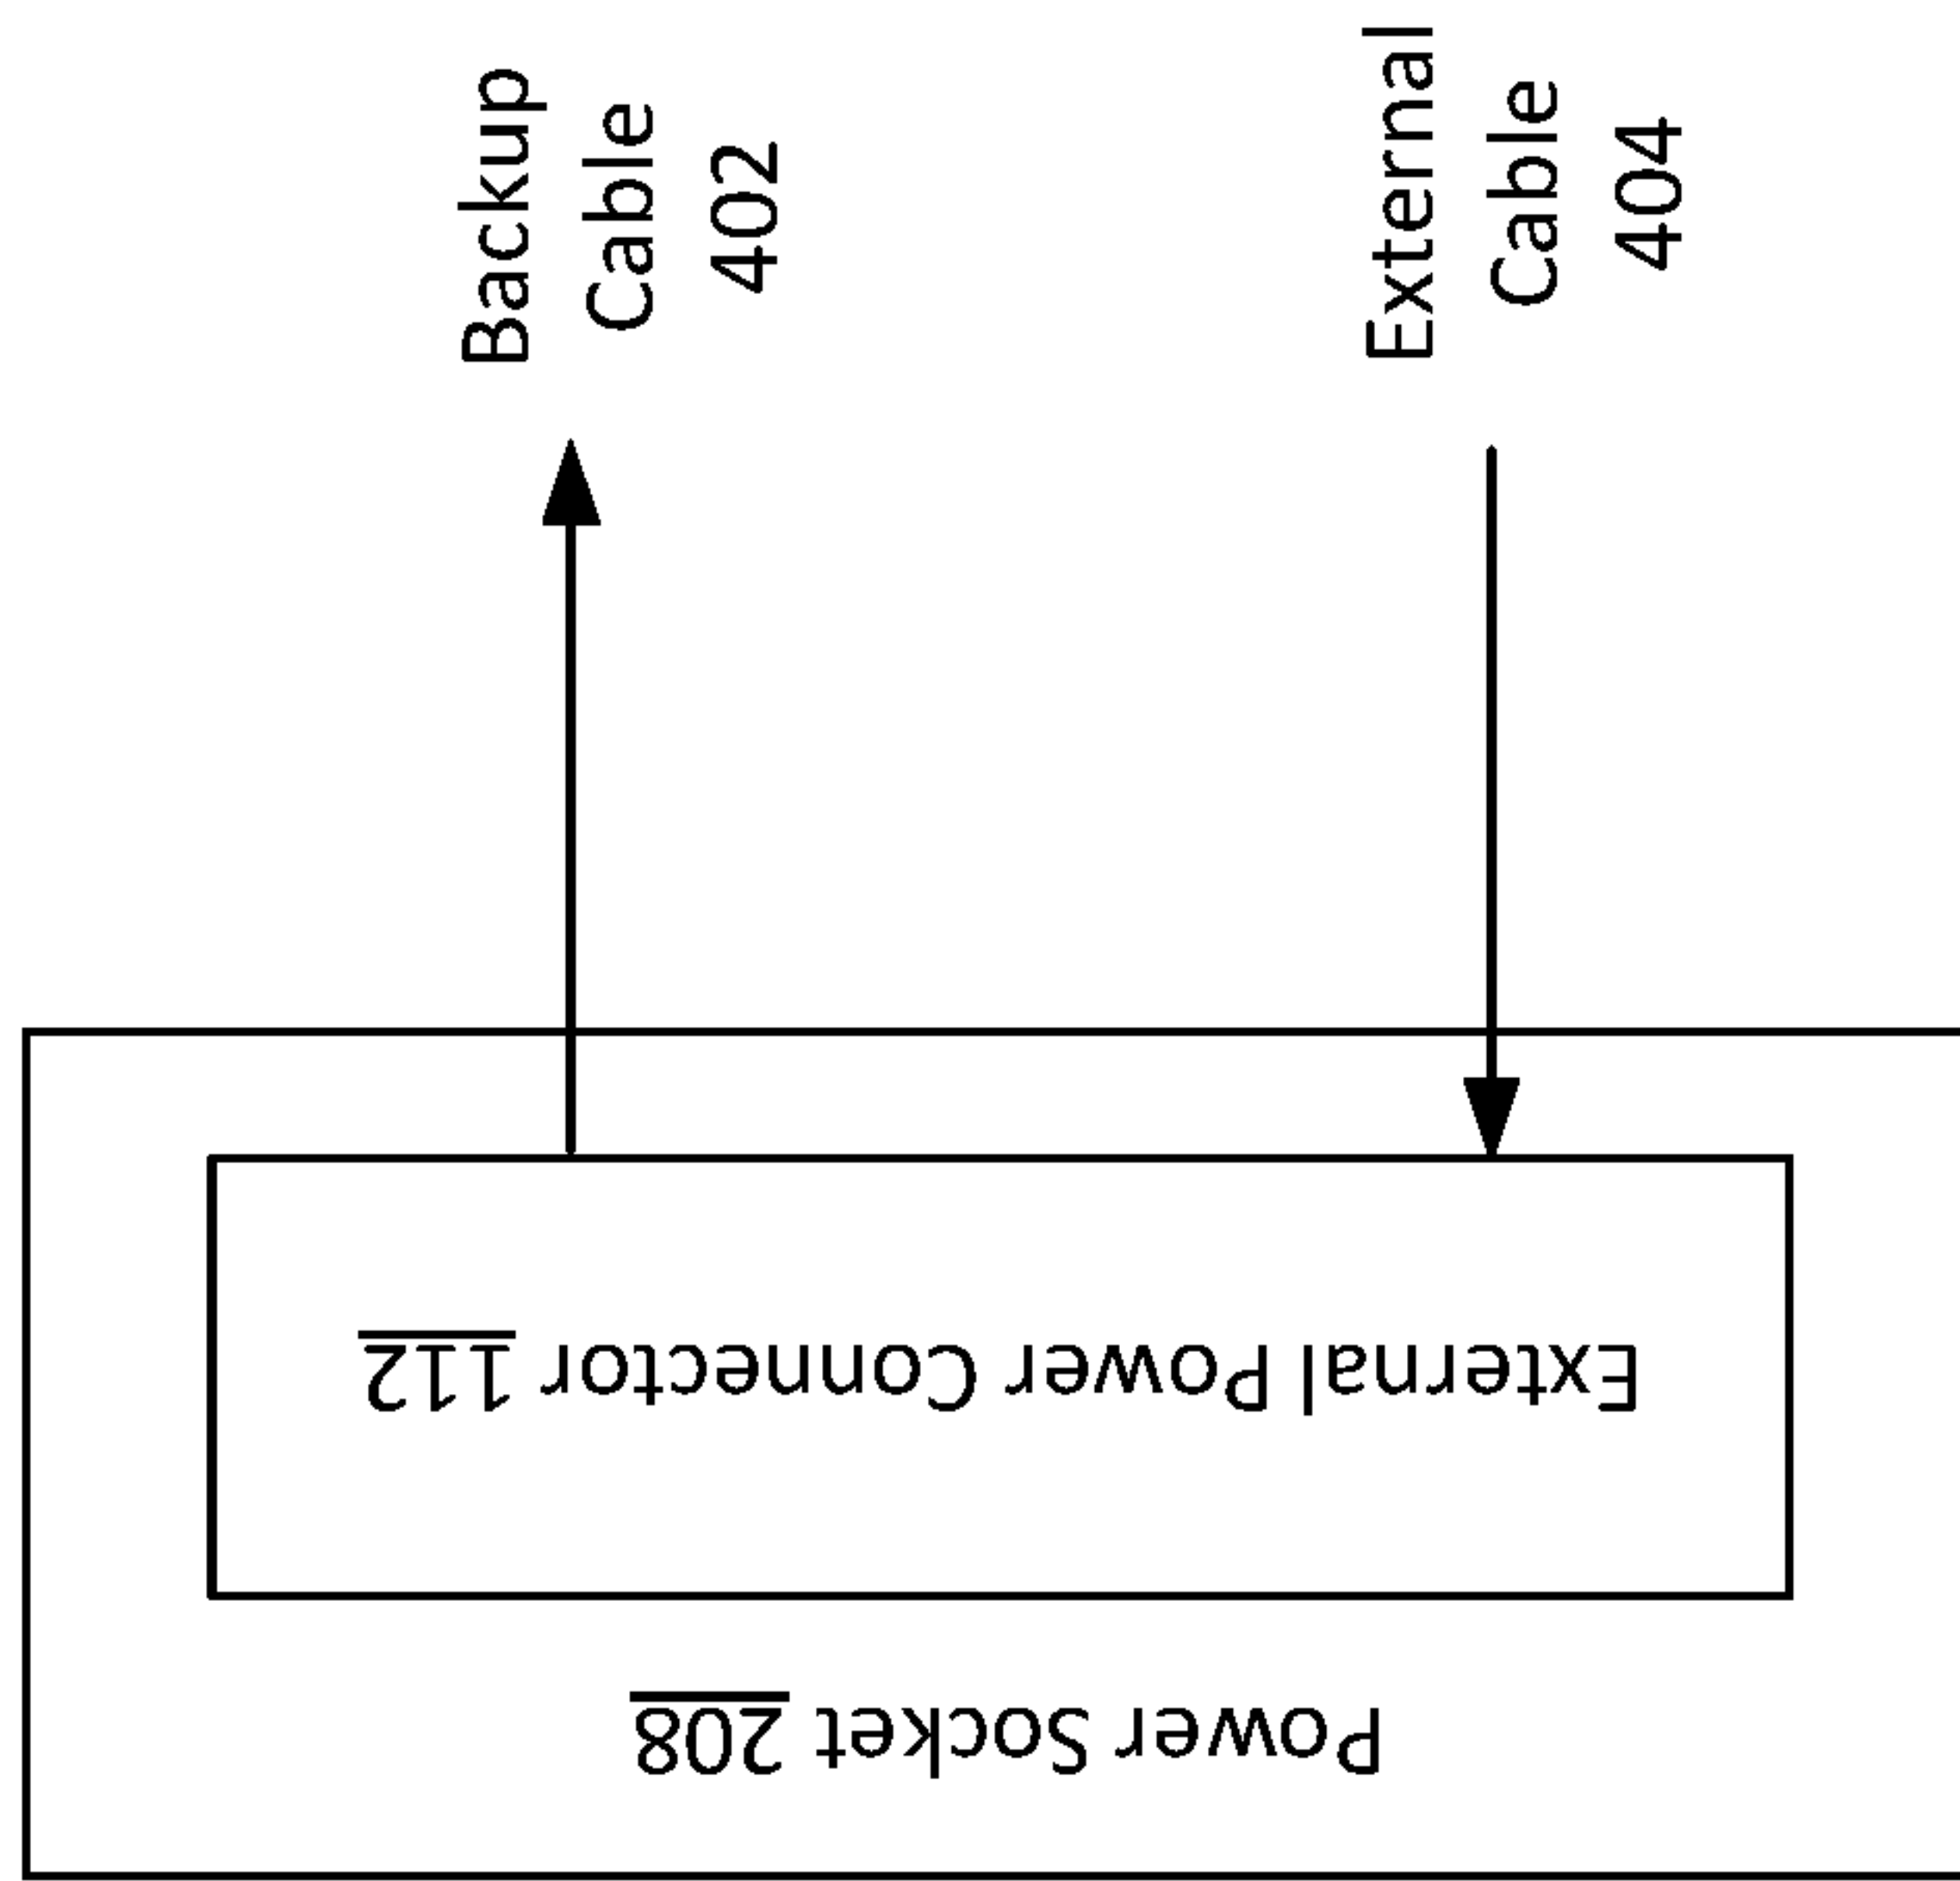 Backup
Cable
402
External
Cable
404
External Power Connector 112
Power Socket 208